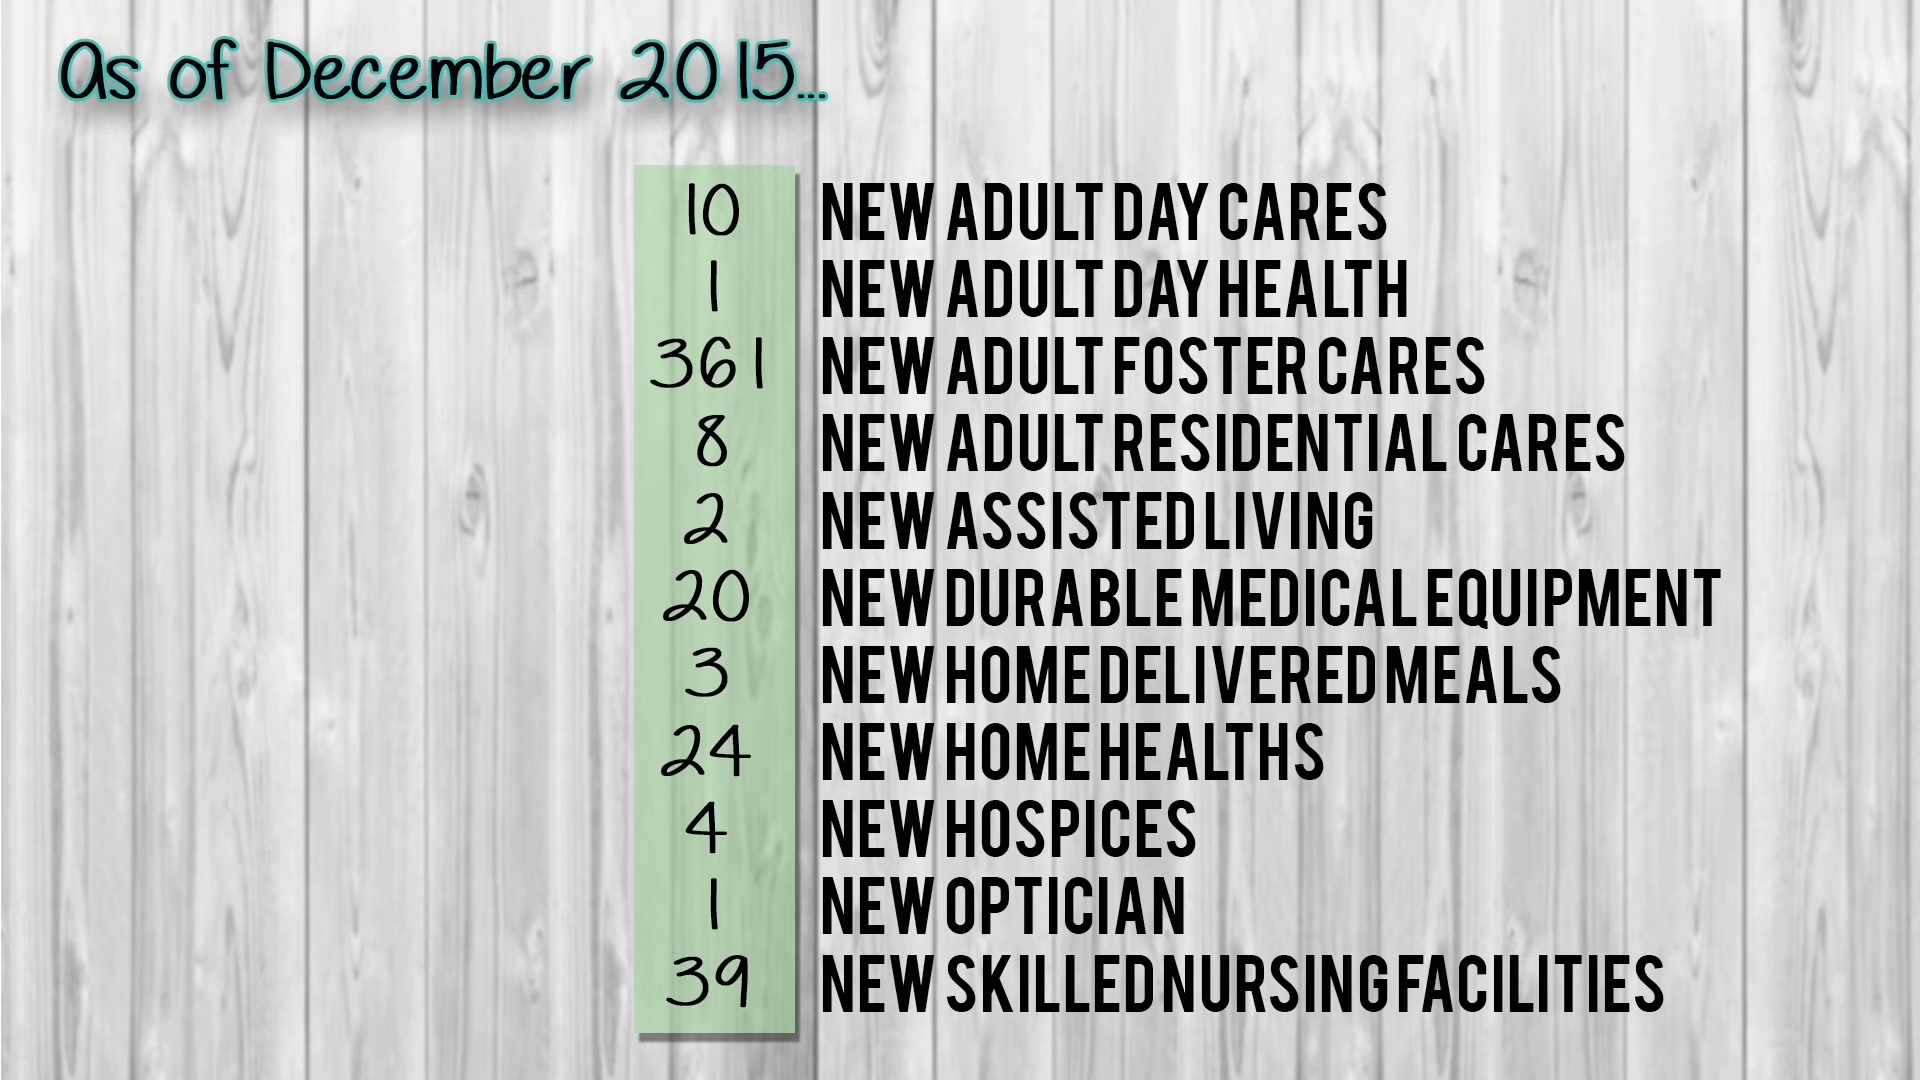 As of December 2015...
10 NEW ADULT DAY CARES
1 NEW ADULT DAY HEALTH
361 NEW ADULT FOSTER CARES
8 NEW ADULT RESIDENTIAL CARES
2 NEW ASSISTED LIVING
20 NEW DURABLE MEDICAL EQUIPMENT
3 NEW HOME DELIVERED MEALS
24 NEW HOME HEALTHS
4 NEW HOSPICES
1 NEW OPTICIAN
39 NEW SKILLED NURSING FACILITIES